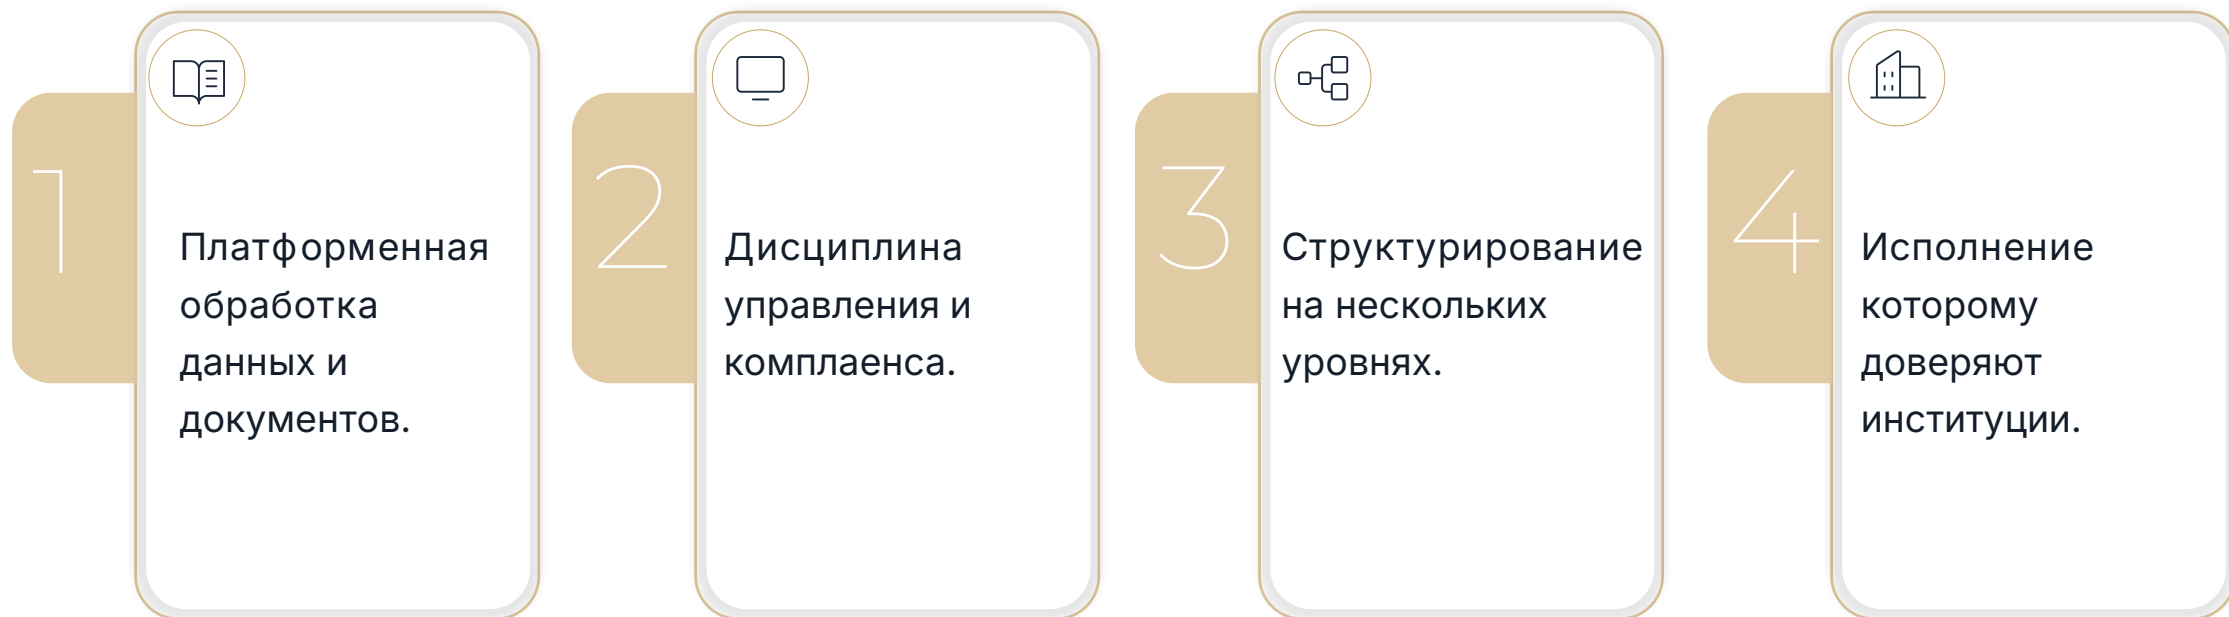 1
Платформенная
обработка
данных и
документов.
2
Дисциплина
управления и
комплаенса.
3
Структурирование
на нескольких
уровнях.
4
Исполнение
которому
доверяют
институции.